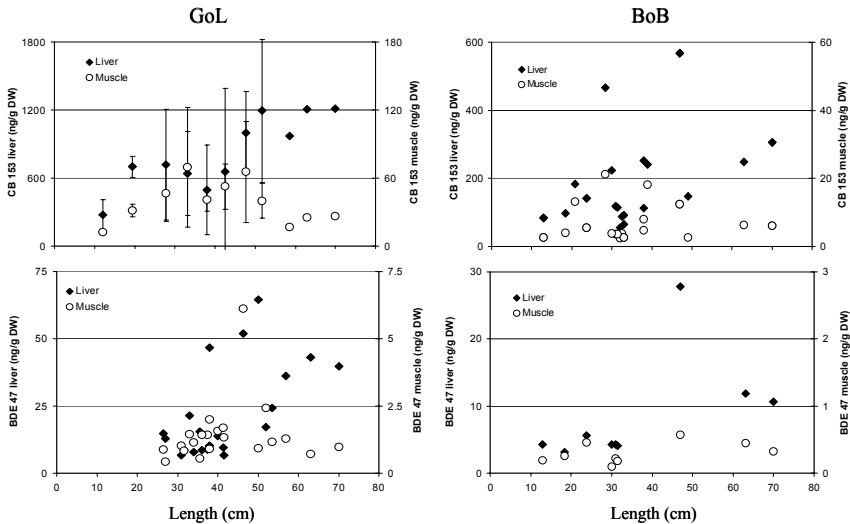 GoL
BoB
CB 153 liver (ng/g DW)
1800
1200
600
0
Liver
Muscle
180
120
60
0
CB 153 muscle (ng/g DW)
CB 153 liver (ng/g DW)
600
400
200
0
Liver
Muscle
60
40
20
0
CB 153 muscle (ng/g DW)
BDE 47 liver (ng/g DW)
75
50
25
0
Liver
Muscle
7.5
5
2.5
0
BDE 47 muscle (ng/g DW)
0 10 20 30 40 50 60 70 80
Length (cm)
BDE 47 liver (ng/g DW)
30
20
10
0
Liver
Muscle
3
2
1
0
BDE 47 muscle (ng/g DW)
0 10 20 30 40 50 60 70 80
Length (cm)